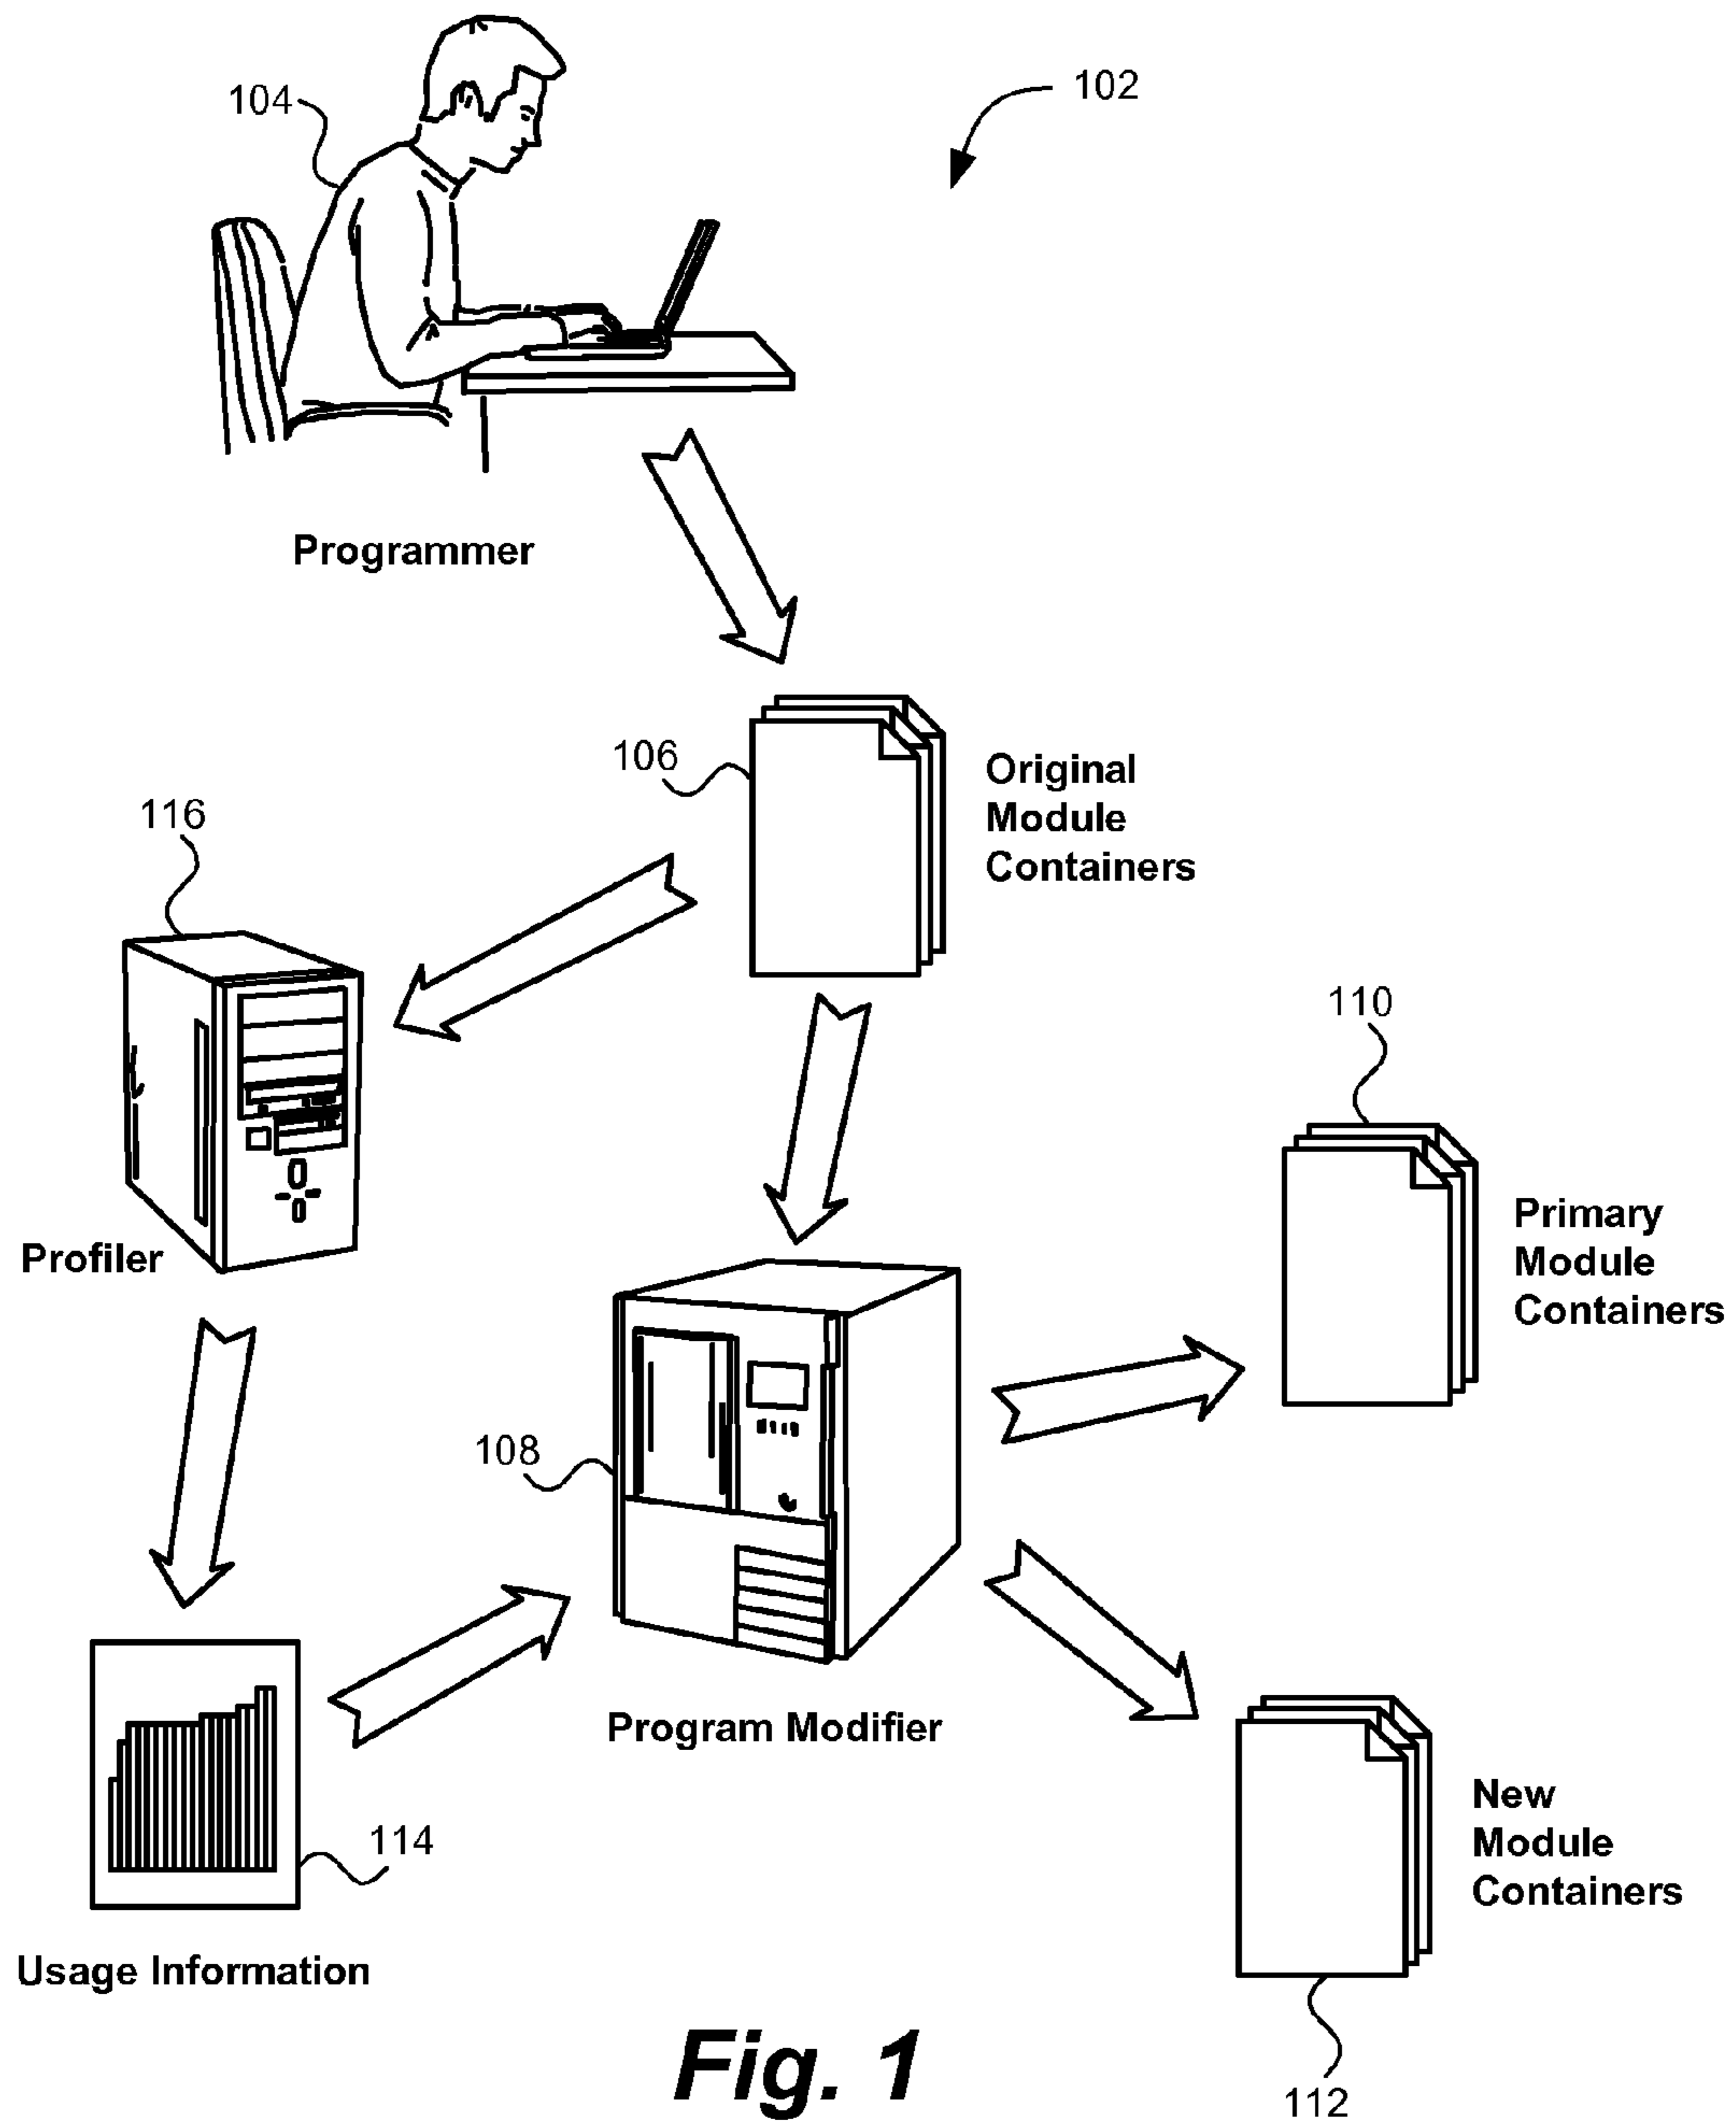 104
102
Programmer
106
Original
Module
Containers
116
110
Primary
Module
Containers
Profiler
108
Program Modifier
114
New
Module
Containers
Usage Information
112
Fig. 1